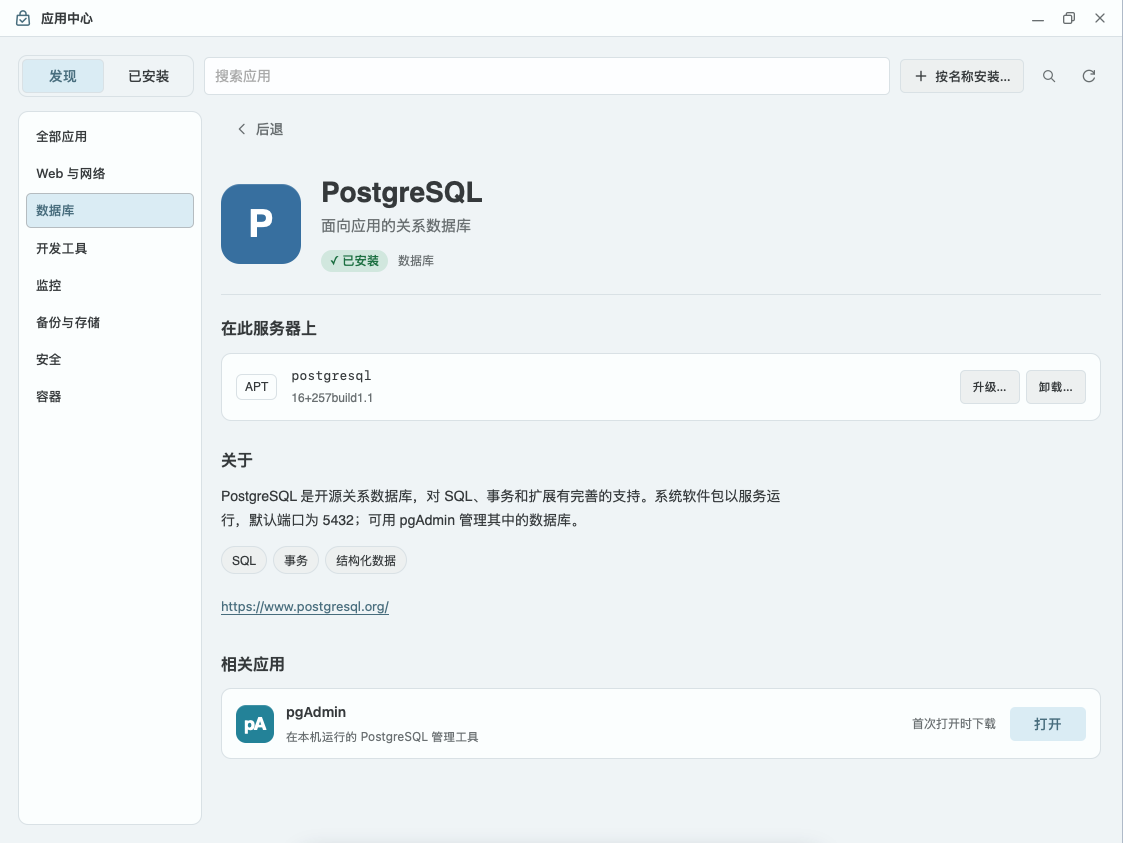 应用中心
发现
已安装
搜索应用
按名称安装...
全部应用
Web 与网络
数据库
开发工具
监控
备份与存储
安全
容器
后退
P
PostgreSQL
面向应用的关系数据库
✓ 已安装
数据库
在此服务器上
APT
postgresql
16+257build1.1
升级...
卸载...
关于
PostgreSQL 是开源关系数据库，对 SQL、事务和扩展有完善的支持。系统软件包以服务运
行，默认端口为 5432；可用 pgAdmin 管理其中的数据库。
SQL
事务
结构化数据
https://www.postgresql.org/
相关应用
pA
pgAdmin
在本机运行的 PostgreSQL 管理工具
首次打开时下载
打开